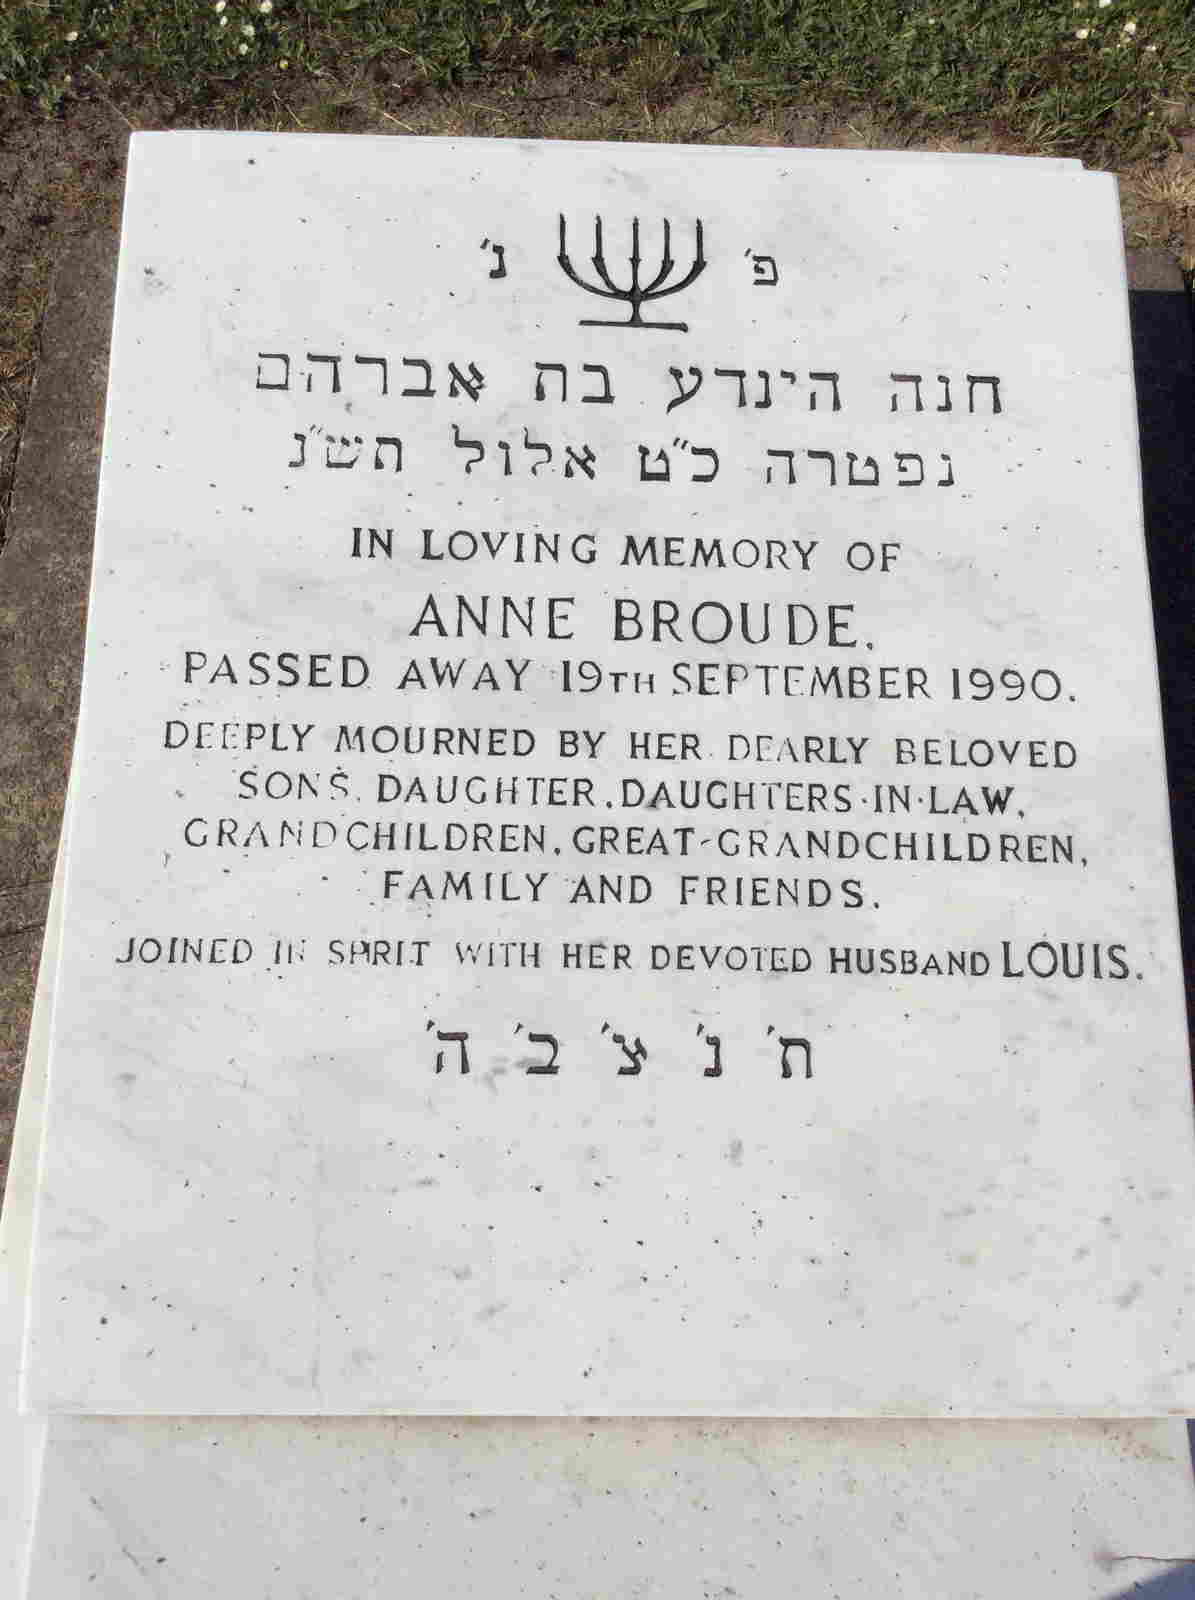 פ' נ'
חנה הינדע בת אברהם
נפטרה כ"ט אלול תש"נ
IN LOVING MEMORY OF
ANNE BROUDE.
PASSED AWAY 19TH SEPTEMBER 1990.
DEEPLY MOURNED BY HER DEARLY BELOVED
SONS, DAUGHTER, DAUGHTERS·IN·LAW,
GRANDCHILDREN, GREAT-GRANDCHILDREN,
FAMILY AND FRIENDS.
JOINED IN SPIRIT WITH HER DEVOTED HUSBAND LOUIS.
ת' נ' צ' ב' ה'